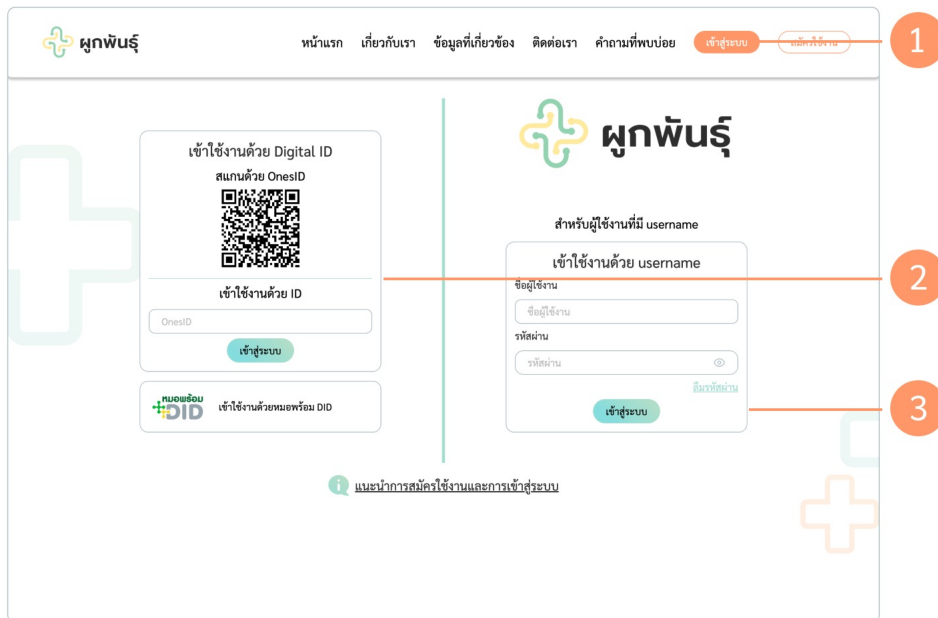 ผูกพันธุ์
หน้าแรก เกี่ยวกับเรา ข้อมูลที่เกี่ยวข้อง ติดต่อเรา คำถามที่พบบ่อย เข้าสู่ระบบ สมัครใช้งาน
1
เข้าใช้งานด้วย Digital ID
สแกนด้วย OnesID
เข้าใช้งานด้วย ID
OnesID
เข้าสู่ระบบ
หมอพร้อม
DID
เข้าใช้งานด้วยหมอพร้อม DID
ผูกพันธุ์
สำหรับผู้ใช้งานที่มี username
เข้าใช้งานด้วย username
2
ชื่อผู้ใช้งาน
ชื่อผู้ใช้งาน
รหัสผ่าน
รหัสผ่าน
ลืมรหัสผ่าน
เข้าสู่ระบบ
3
แนะนำการสมัครใช้งานและการเข้าสู่ระบบ